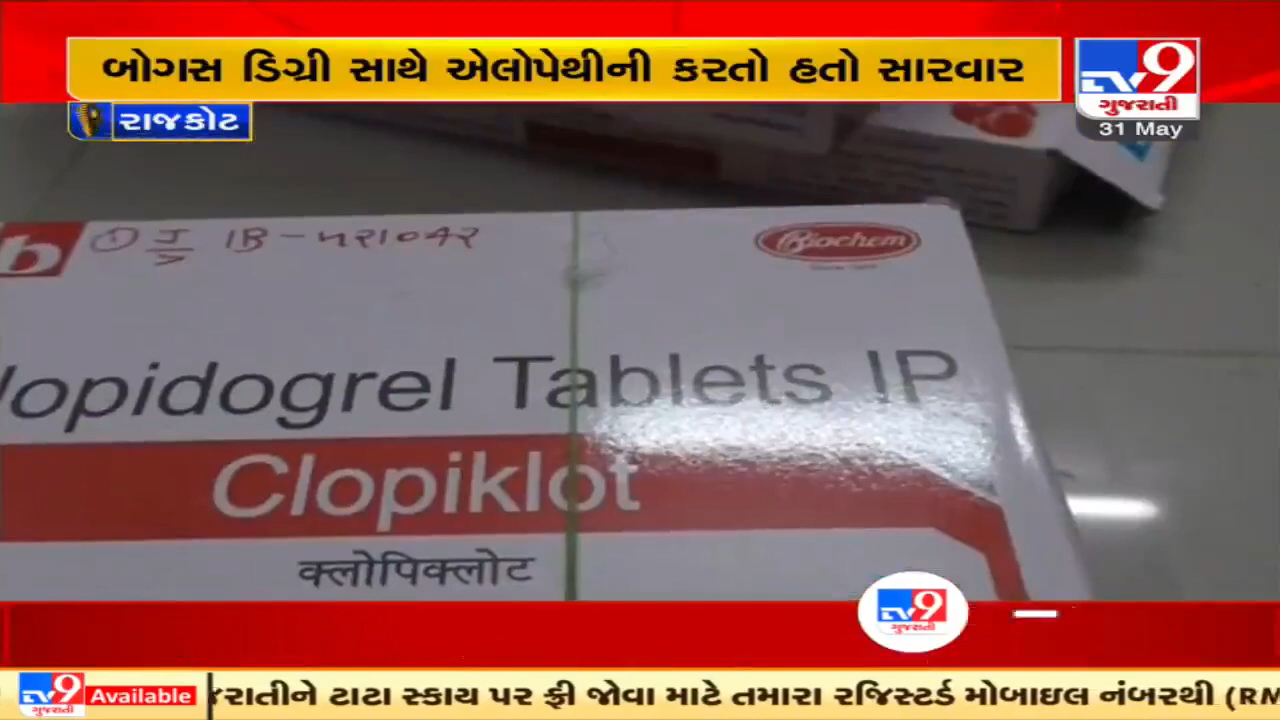 બોગસ ડિગ્રી સાથે એલોપેથીની કરતો હતો સારવાર
TV9
ગુજરાતી
31 May
રાજકોટ
b
Biochem
lopidogrel Tablets IP
Clopiklot
क्लोपिक्लोट
TV9
ગુજરાતી
TV9
ગુજરાતી
Available
રાતીને ટાટા સ્કાય પર ફ્રી જોવા માટે તમારા રજિસ્ટર્ડ મોબાઇલ નંબરથી (RM